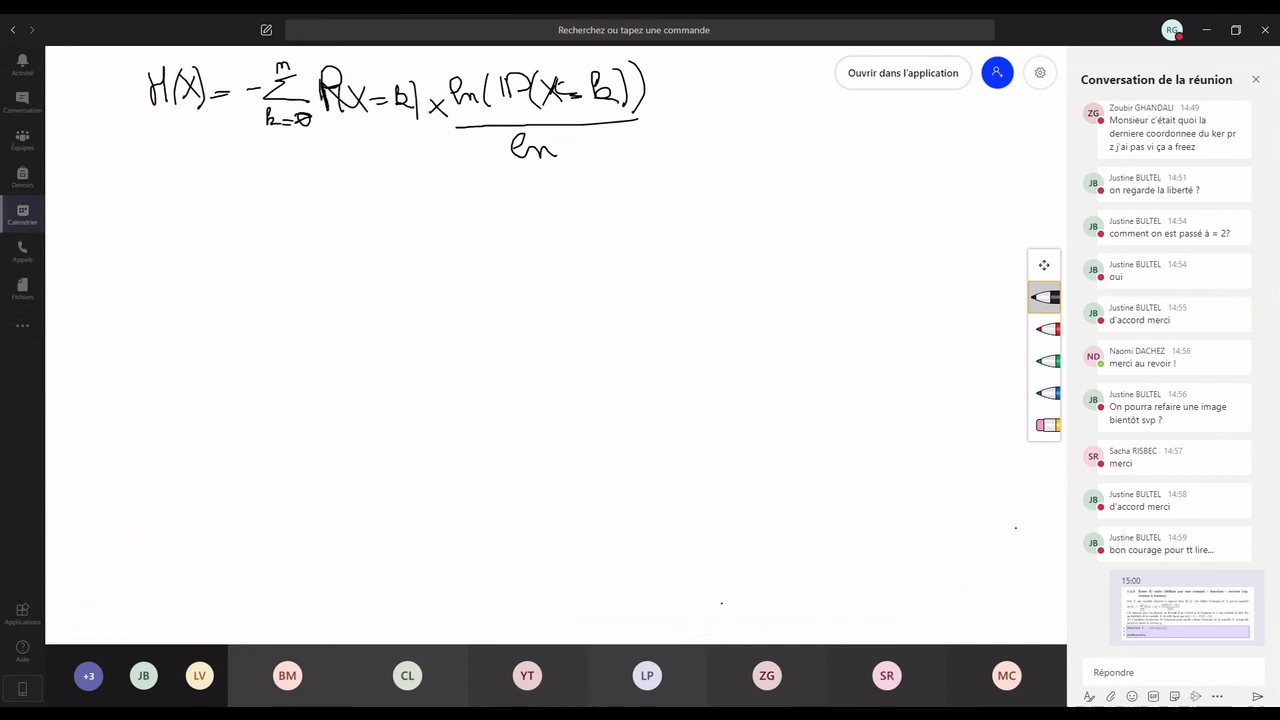 Recherchez ou tapez une commande
RG
Activité
Conversation
Équipes
Devoirs
Calendrier
Appels
Fichiers
Applications
Aide
H(X) = - ∑_{k=0}^{n} P(X=k) × ln(P(X=k)) / ln
Ouvrir dans l'application
Conversation de la réunion
ZG
Zoubir GHANDALI 14:49
Monsieur c'était quoi la
derniere coordonnee du ker pr
z j'ai pas vi ça a freez
JB
Justine BULTEL 14:51
on regarde la liberté ?
JB
Justine BULTEL 14:54
comment on est passé à = 2?
JB
Justine BULTEL 14:54
oui
JB
Justine BULTEL 14:55
d'accord merci
ND
Naomi DACHEZ 14:56
merci au revoir !
JB
Justine BULTEL 14:56
On pourra refaire une image
bientôt svp ?
SR
Sacha RISBEC 14:57
merci
JB
Justine BULTEL 14:58
d'accord merci
JB
Justine BULTEL 14:59
bon courage pour tt lire...
15:00
Répondre
+3 JB LV BM CL YT LP ZG SR MC